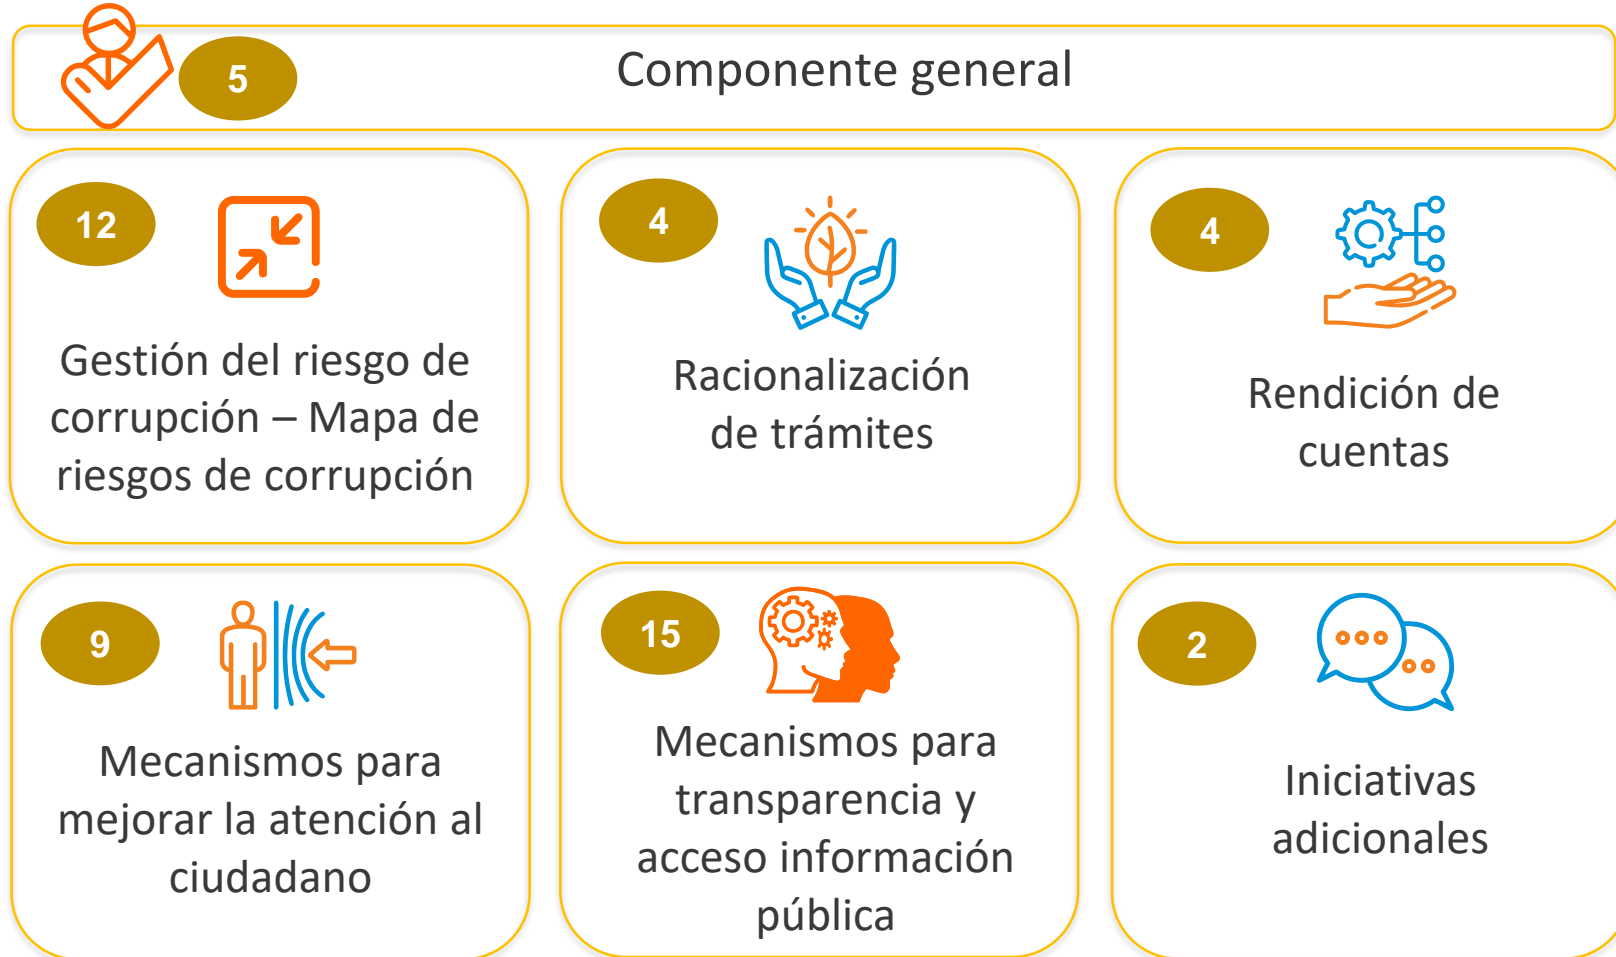 5
Componente general
12
Gestión del riesgo de
corrupción – Mapa de
riesgos de corrupción
4
Racionalización
de trámites
4
Rendición de
cuentas
9
Mecanismos para
mejorar la atención al
ciudadano
15
Mecanismos para
transparencia y
acceso información
pública
2
Iniciativas
adicionales